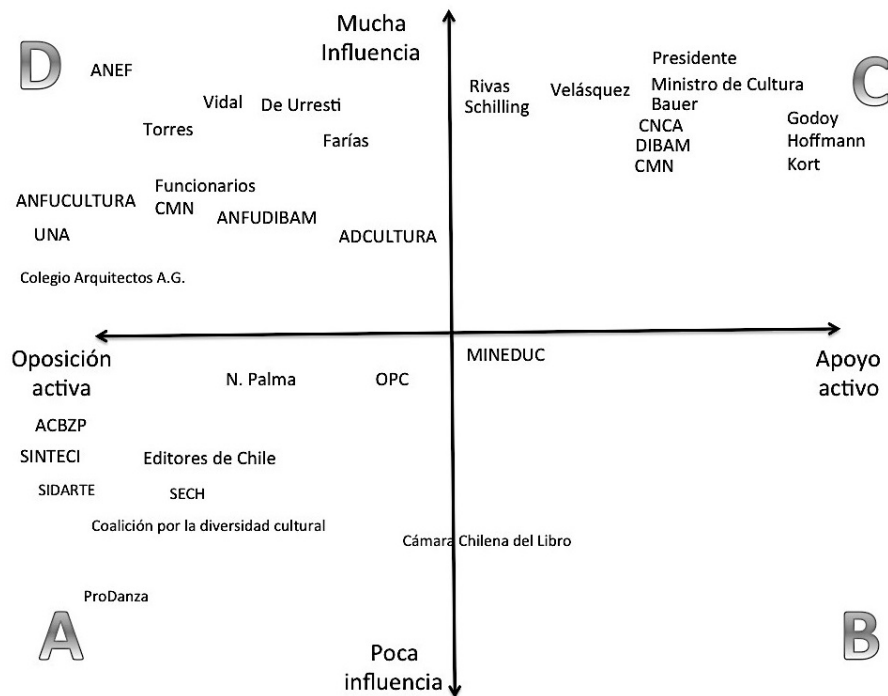 Mucha
Influencia
D
C
ANEF
Vidal
De Urresti
Torres
Farías
Rivas
Schilling
Velásquez
Presidente
Ministro de Cultura
Bauer
CNCA
DIBAM
CMN
Godoy
Hoffmann
Kort
ANFUCULTURA
Funcionarios
CMN
ANFUDIBAM
UNA
ADCULTURA
Colegio Arquitectos A.G.
Oposición
activa
MINEDUC
Apoyo
activo
N. Palma
OPC
ACBZP
SINTECI
Editores de Chile
SIDARTE
SECH
Coalición por la diversidad cultural
Cámara Chilena del Libro
ProDanza
A
B
Poca
influencia